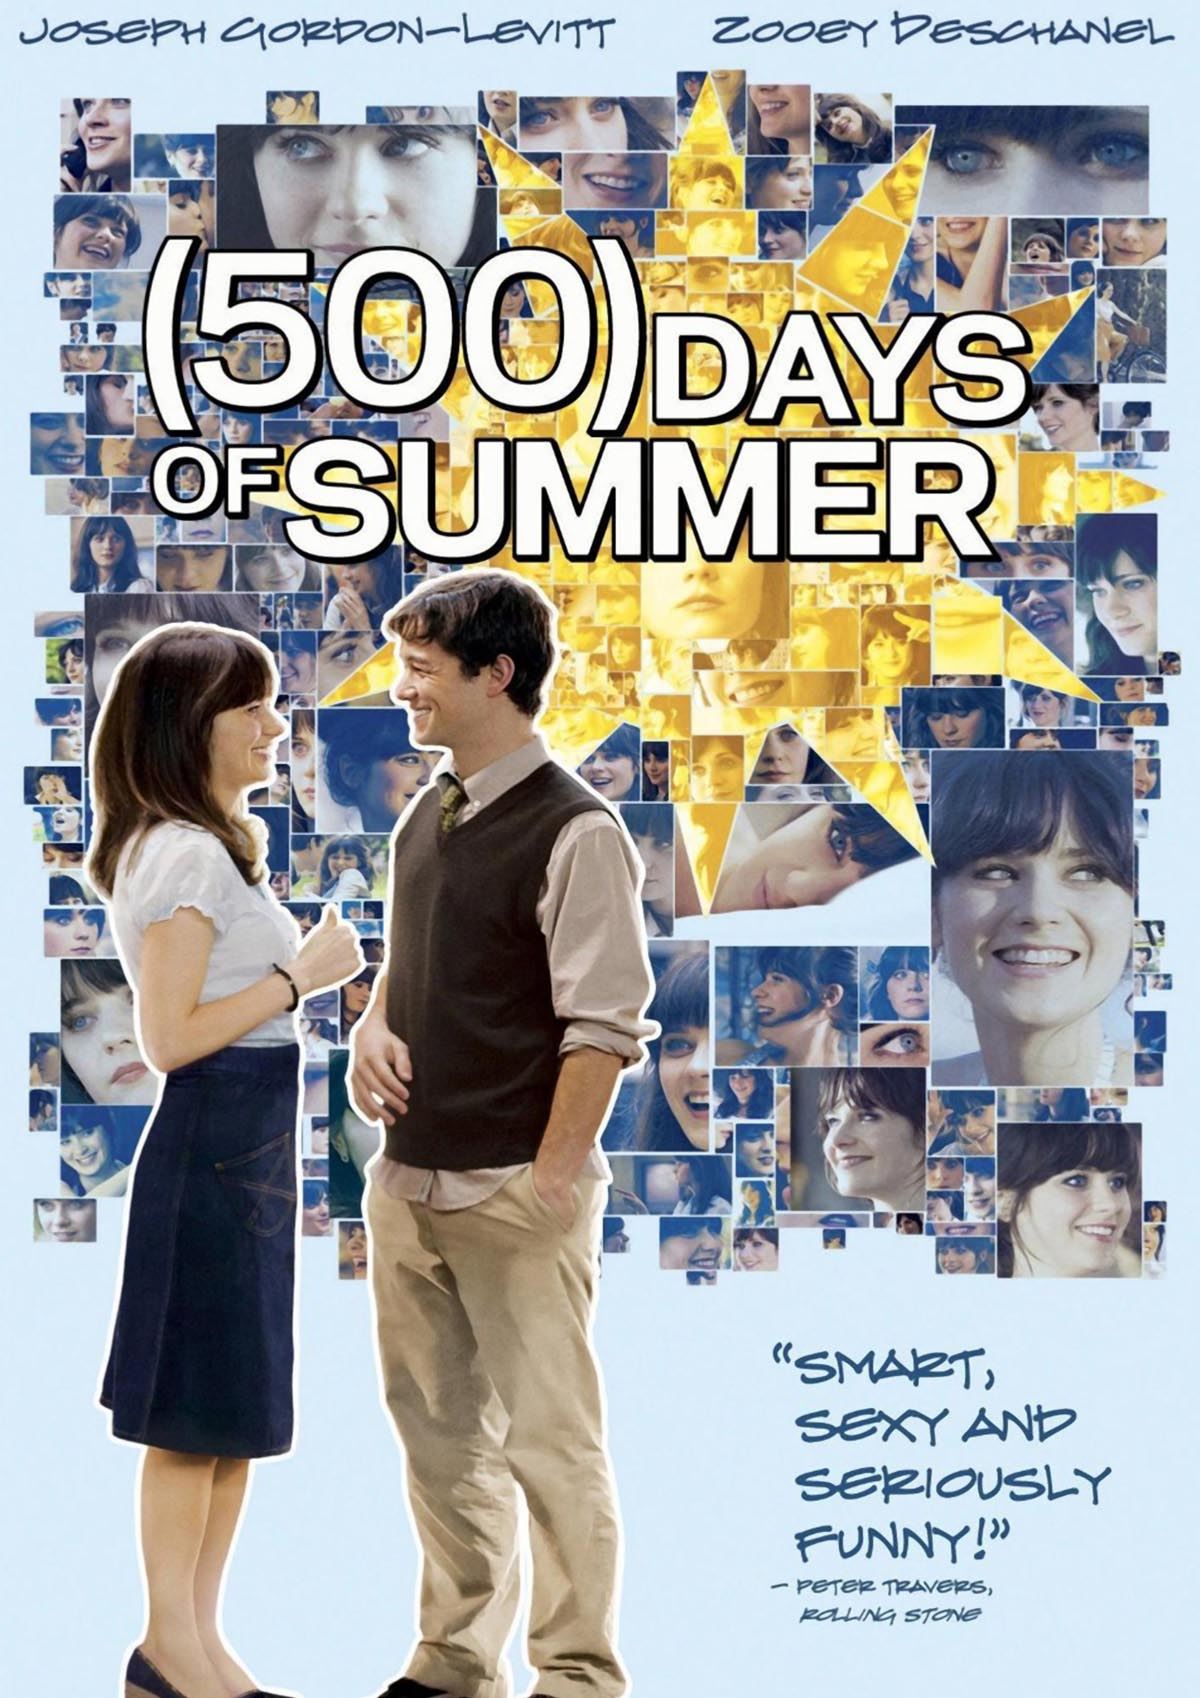 JOSEPH GORDON-LEVITT ZOOEY DESCHANEL
(500) DAYS
OF SUMMER
"SMART,
SEXY AND
SERIOUSLY
FUNNY!"
- PETER TRAVERS,
ROLLING STONE